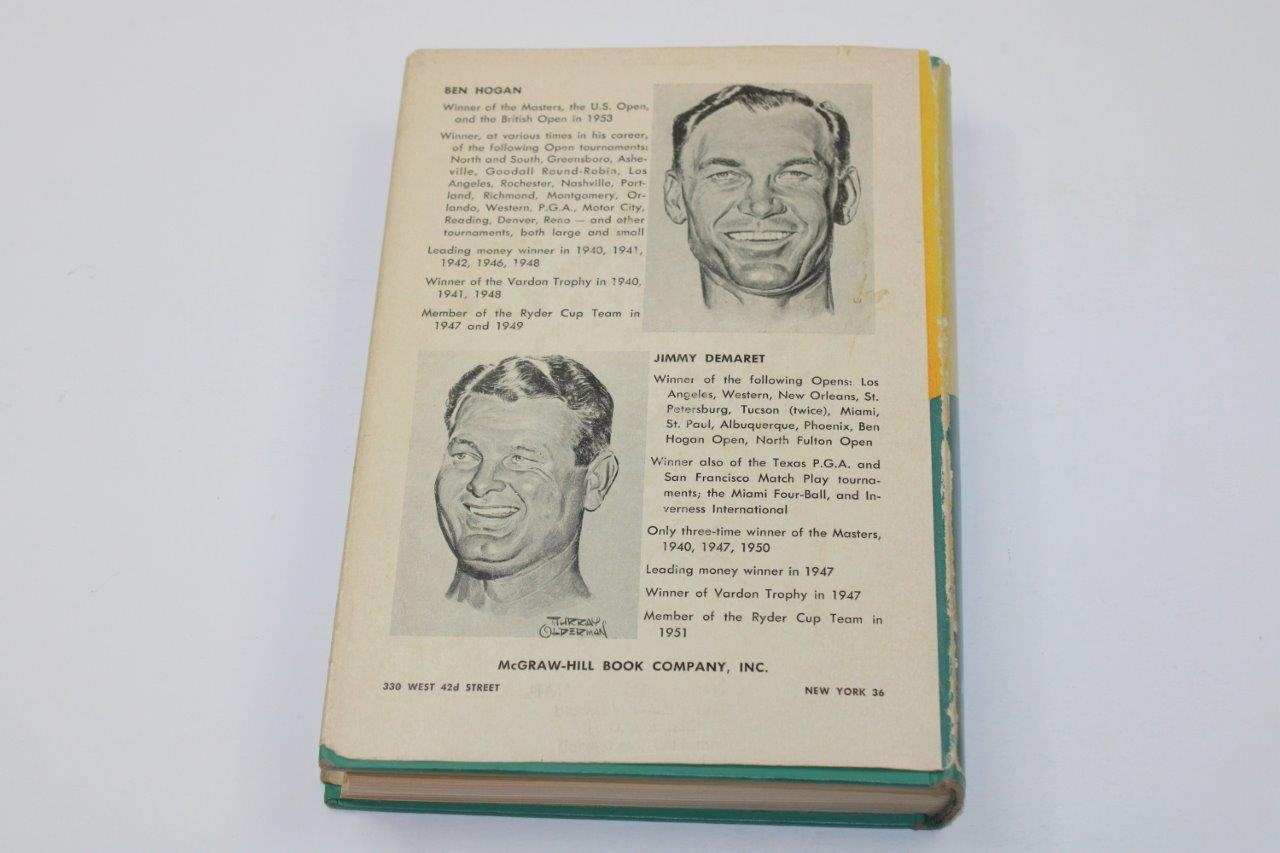 BEN HOGAN
Winner of the Masters, the U.S. Open,
and the British Open in 1953
Winner, at various times in his career,
of the following Open tournaments:
North and South, Greensboro, Ashe-
ville, Goodall Round-Robin, Los
Angeles, Rochester, Nashville, Port-
land, Richmond, Montgomery, Or-
lando, Western, P.G.A., Motor City,
Reading, Denver, Reno — and other
tournaments, both large and small
Leading money winner in 1940, 1941,
1942, 1946, 1948
Winner of the Vardon Trophy in 1940,
1941, 1948
Member of the Ryder Cup Team in
1947 and 1949
JIMMY DEMARET
Winner of the following Opens: Los
Angeles, Western, New Orleans, St.
Petersburg, Tucson (twice), Miami,
St. Paul, Albuquerque, Phoenix, Ben
Hogan Open, North Fulton Open
Winner also of the Texas P.G.A. and
San Francisco Match Play tourna-
ments; the Miami Four-Ball, and In-
verness International
Only three-time winner of the Masters,
1940, 1947, 1950
Leading money winner in 1947
Winner of Vardon Trophy in 1947
Member of the Ryder Cup Team in
1951
MURRAY
OLDERMAN
McGRAW-HILL BOOK COMPANY, INC.
330 WEST 42d STREET NEW YORK 36